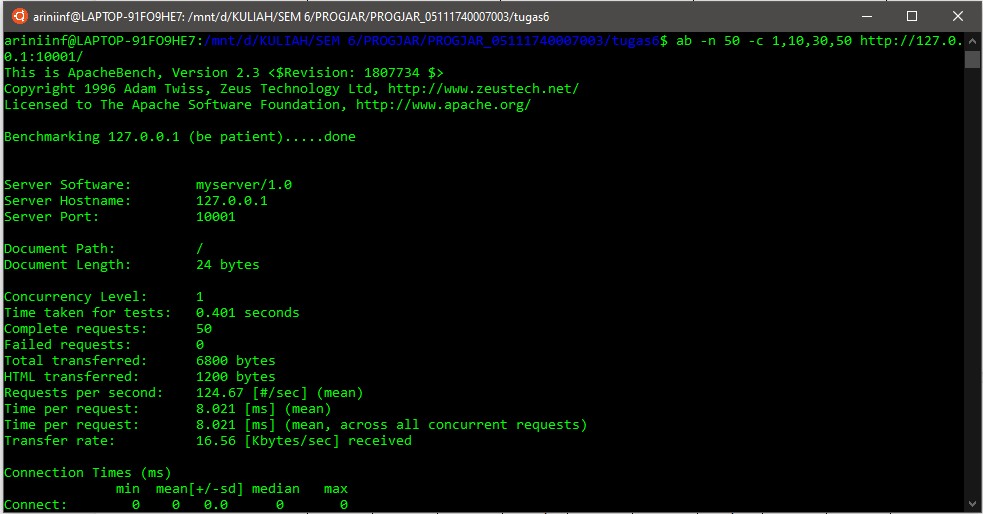 ariniinf@LAPTOP-91FO9HE7: /mnt/d/KULIAH/SEM 6/PROGJAR/PROGJAR_05111740007003/tugas6
ariniinf@LAPTOP-91FO9HE7:/mnt/d/KULIAH/SEM 6/PROGJAR/PROGJAR_05111740007003/tugas6$ ab -n 50 -c 1,10,30,50 http://127.0.
0.1:10001/
This is ApacheBench, Version 2.3 <$Revision: 1807734 $>
Copyright 1996 Adam Twiss, Zeus Technology Ltd, http://www.zeustech.net/
Licensed to The Apache Software Foundation, http://www.apache.org/
Benchmarking 127.0.0.1 (be patient).....done
Server Software:        myserver/1.0
Server Hostname:        127.0.0.1
Server Port:            10001
Document Path:          /
Document Length:        24 bytes
Concurrency Level:      1
Time taken for tests:   0.401 seconds
Complete requests:      50
Failed requests:        0
Total transferred:      6800 bytes
HTML transferred:       1200 bytes
Requests per second:    124.67 [#/sec] (mean)
Time per request:       8.021 [ms] (mean)
Time per request:       8.021 [ms] (mean, across all concurrent requests)
Transfer rate:          16.56 [Kbytes/sec] received
Connection Times (ms)
              min  mean[+/-sd] median   max
Connect:        0    0   0.0      0       0